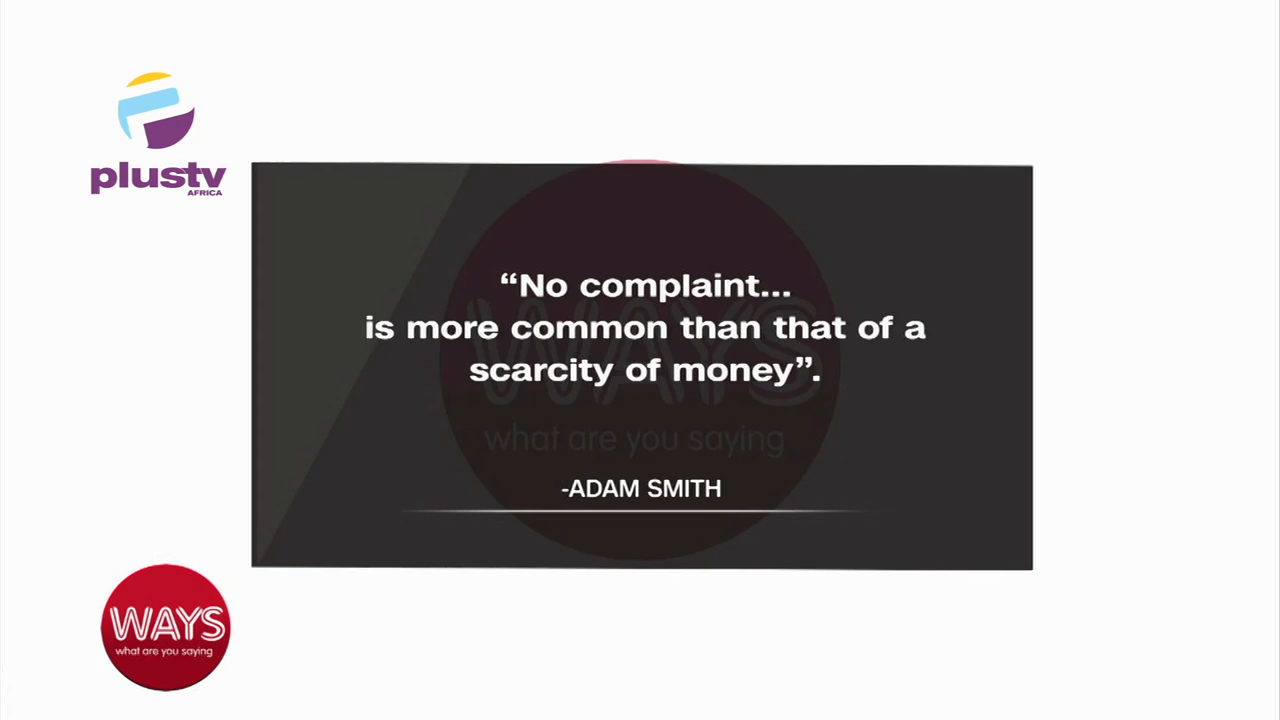 plustv
AFRICA
“No complaint...
is more common than that of a
scarcity of money”.
WAYS
what are you saying
-ADAM SMITH
WAYS
what are you saying